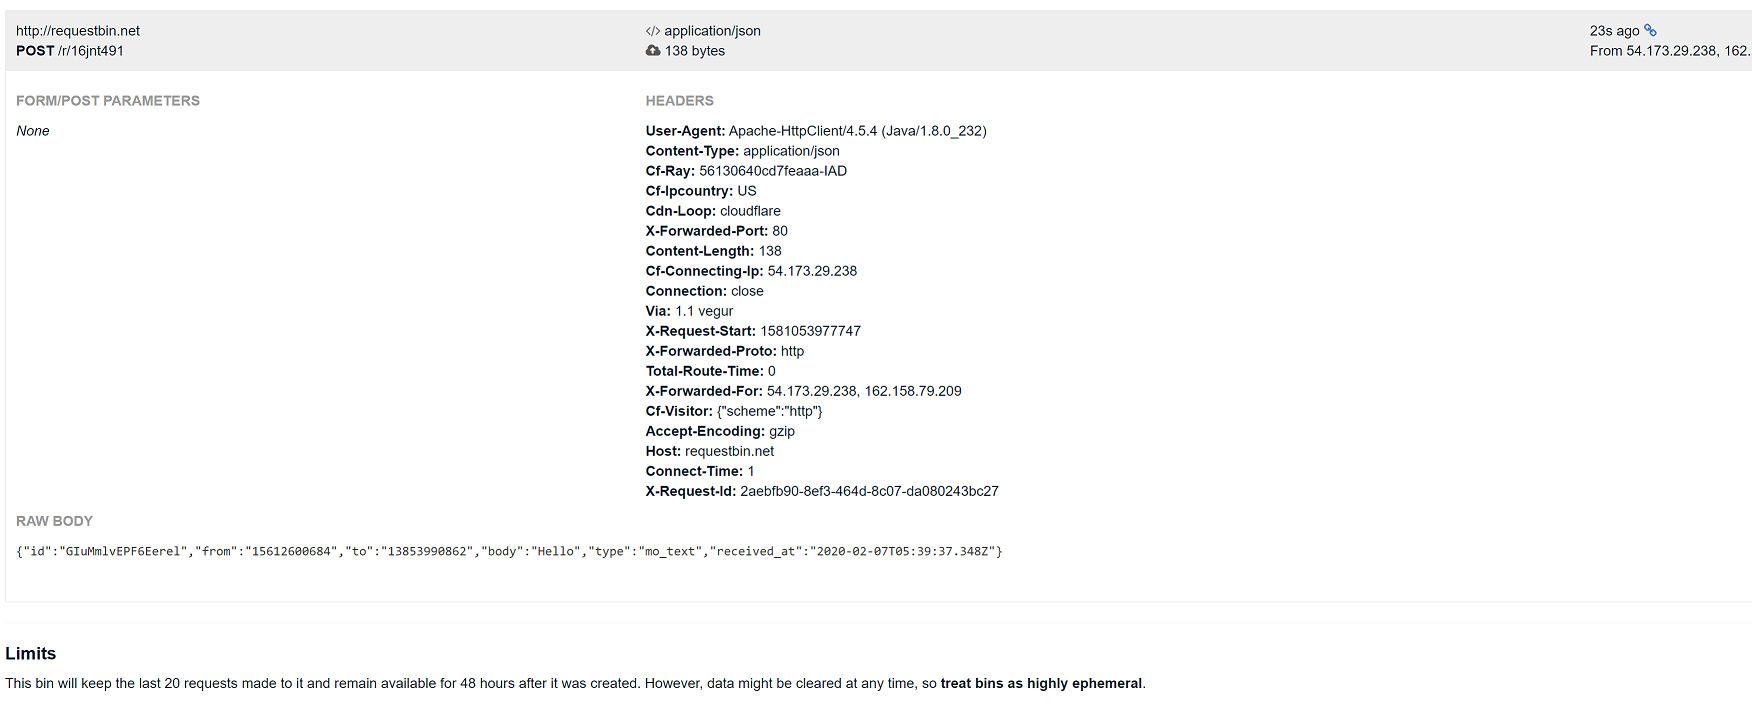 http://requestbin.net
POST /r/16jnt491
</> application/json
138 bytes
23s ago
From 54.173.29.238, 162.
FORM/POST PARAMETERS
None
HEADERS
User-Agent: Apache-HttpClient/4.5.4 (Java/1.8.0_232)
Content-Type: application/json
Cf-Ray: 56130640cd7feaaa-IAD
Cf-Ipcountry: US
Cdn-Loop: cloudflare
X-Forwarded-Port: 80
Content-Length: 138
Cf-Connecting-Ip: 54.173.29.238
Connection: close
Via: 1.1 vegur
X-Request-Start: 1581053977747
X-Forwarded-Proto: http
Total-Route-Time: 0
X-Forwarded-For: 54.173.29.238, 162.158.79.209
Cf-Visitor: {"scheme":"http"}
Accept-Encoding: gzip
Host: requestbin.net
Connect-Time: 1
X-Request-Id: 2aebfb90-8ef3-464d-8c07-da080243bc27
RAW BODY
{"id":"GIuMmlvEPF6Eerel","from":"15612600684","to":"13853990862","body":"Hello","type":"mo_text","received_at":"2020-02-07T05:39:37.348Z"}
Limits
This bin will keep the last 20 requests made to it and remain available for 48 hours after it was created. However, data might be cleared at any time, so treat bins as highly ephemeral.